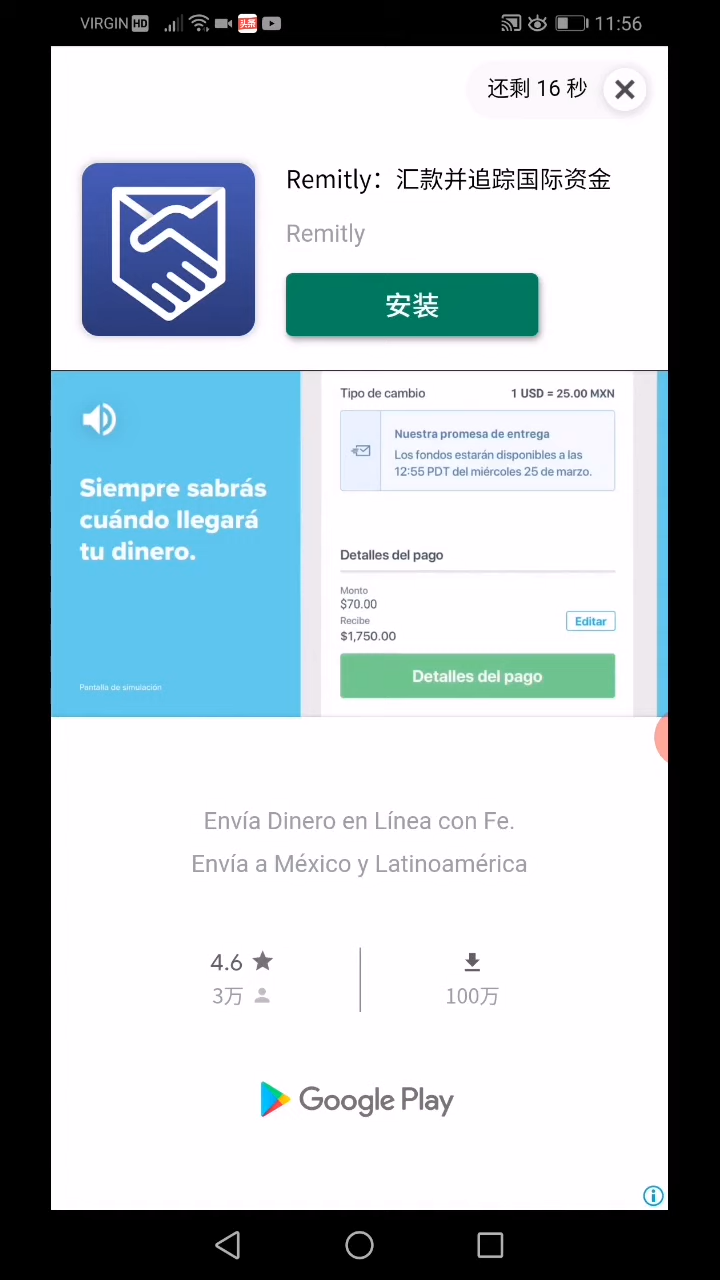 VIRGIN HD 头条 11:56
还剩 16 秒
Remitly：汇款并追踪国际资金
Remitly
安装
Siempre sabrás
cuándo llegará
tu dinero.
Pantalla de simulación
Tipo de cambio 1 USD = 25.00 MXN
Nuestra promesa de entrega
Los fondos estarán disponibles a las
12:55 PDT del miércoles 25 de marzo.
Detalles del pago
Monto
$70.00
Recibe
$1,750.00
Editar
Detalles del pago
Envía Dinero en Línea con Fe.
Envía a México y Latinoamérica
4.6
3万
100万
Google Play